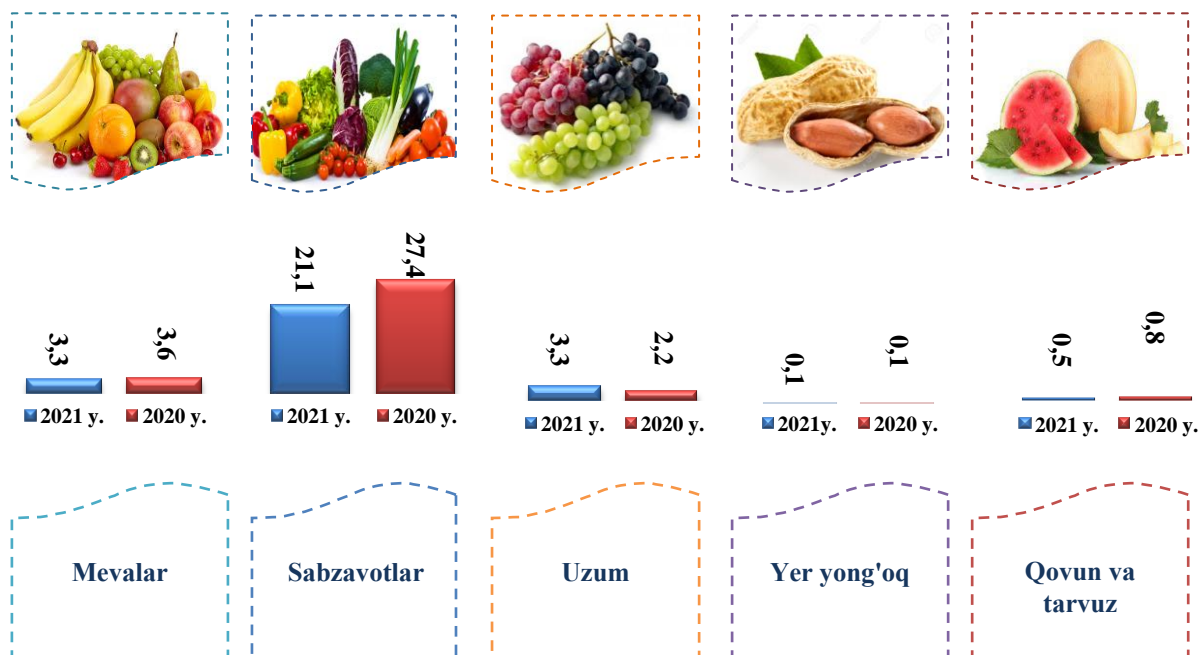 21,1
27,4
3,3
3,6
3,3
2,2
0,1
0,1
0,5
0,8
2021 y.
2020 y.
2021 y.
2020 y.
2021 y.
2020 y.
2021y.
2020 y.
2021 y.
2020 y.
Mevalar
Sabzavotlar
Uzum
Yer yong'oq
Qovun va
tarvuz